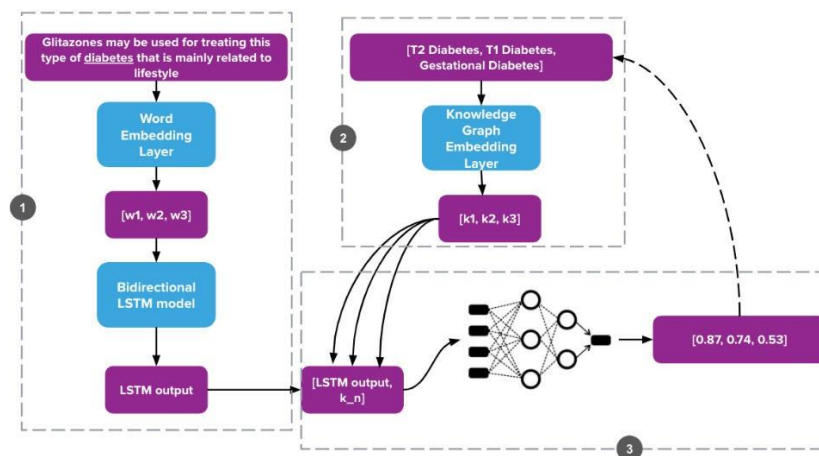 Glitazones may be used for treating this
type of diabetes that is mainly related to
lifestyle
Word
Embedding
Layer
[w1, w2, w3]
Bidirectional
LSTM model
LSTM output
1
[T2 Diabetes, T1 Diabetes,
Gestational Diabetes]
Knowledge
Graph
Embedding
Layer
[k1, k2, k3]
2
[LSTM output,
k_n]
[0.87, 0.74, 0.53]
3